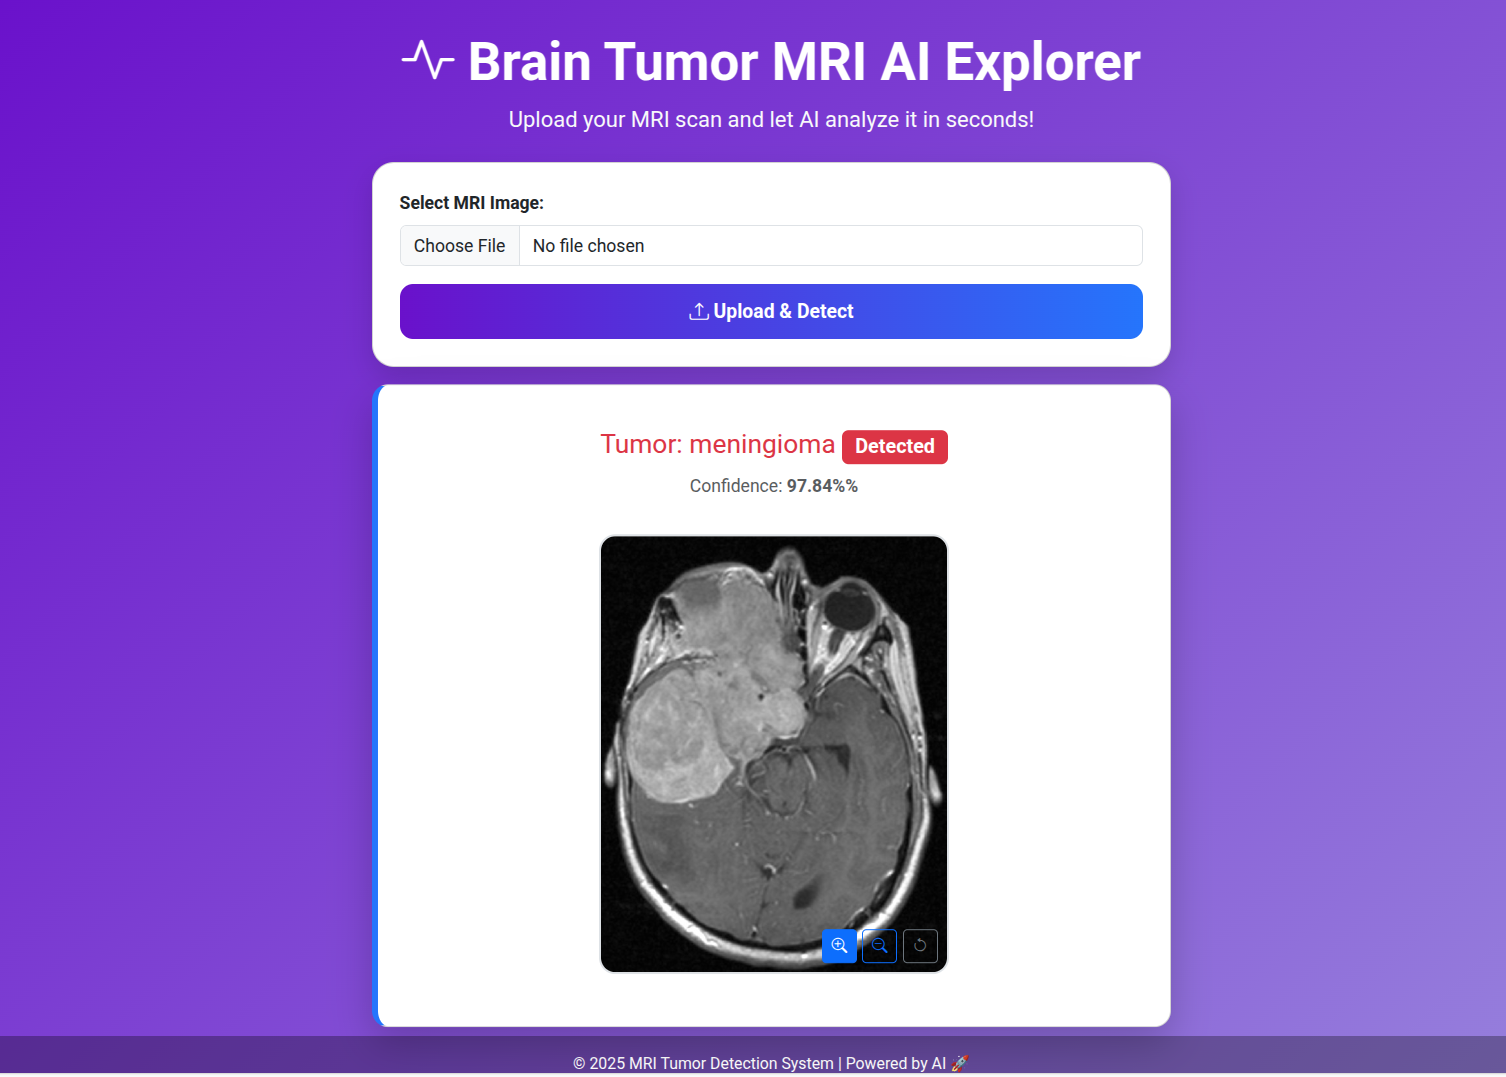 Brain Tumor MRI AI Explorer
Upload your MRI scan and let AI analyze it in seconds!
Select MRI Image:
Choose File No file chosen
Upload & Detect
Tumor: meningioma Detected
Confidence: 97.84%%
© 2025 MRI Tumor Detection System | Powered by AI 🚀